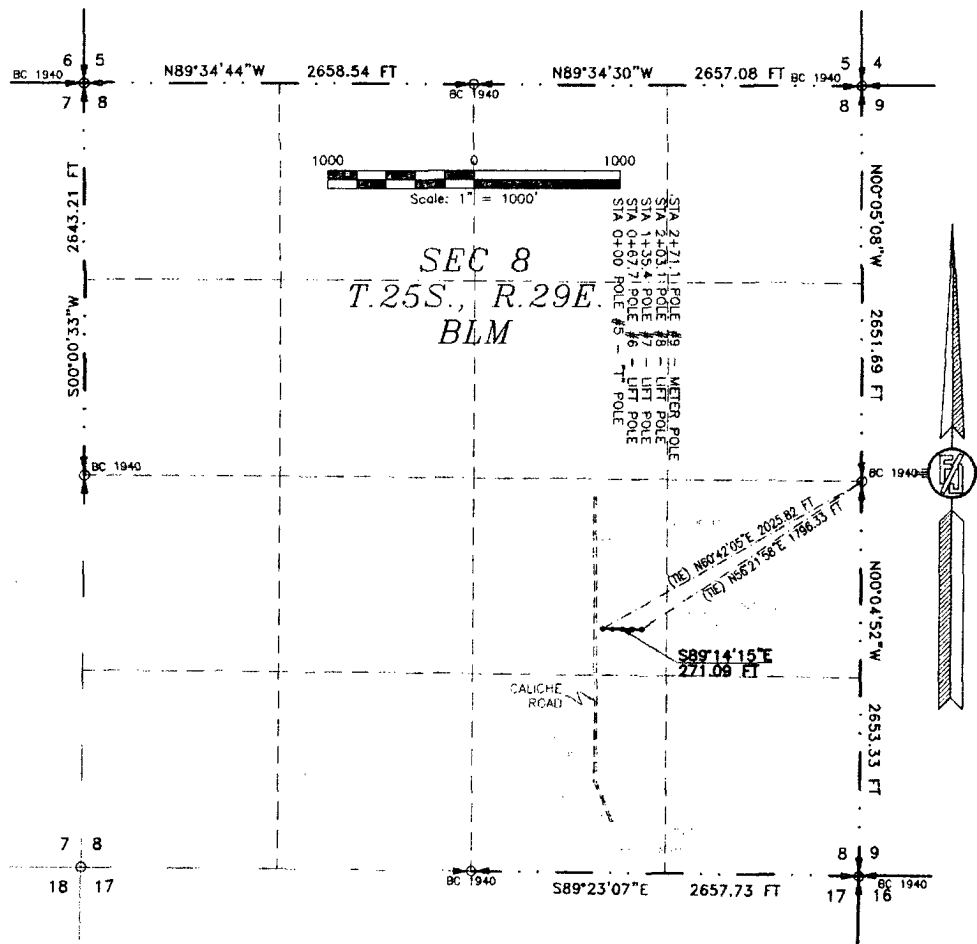 6 5
BC 1940
7 8
N89°34'44"W 2658.54 FT
BC 1940
N89°34'30"W 2657.08 FT
5 4
BC 1940
8 9
1000 0 1000
Scale: 1" = 1000'
S00°00'33"W 2643.21 FT
N00°05'08"W 2651.69 FT
SEC 8
T.25S., R.29E.
BLM
STA 2+71.1 POLE #9 - METER POLE
STA 2+03.1 POLE #8 - LIFT POLE
STA 1+35.4 POLE #7 - LIFT POLE
STA 0+67.7 POLE #6 - LIFT POLE
STA 0+00 POLE #5 - "T" POLE
BC 1940
BC 1940
(TIE) N60°42'05"E 2025.82 FT
(TIE) N56°21'58"E 1796.33 FT
S89°14'15"E
271.09 FT
N00°04'52"W 2653.33 FT
CALICHE
ROAD
7 8
18 17
BC 1940
S89°23'07"E 2657.73 FT
8 9
BC 1940
17 16